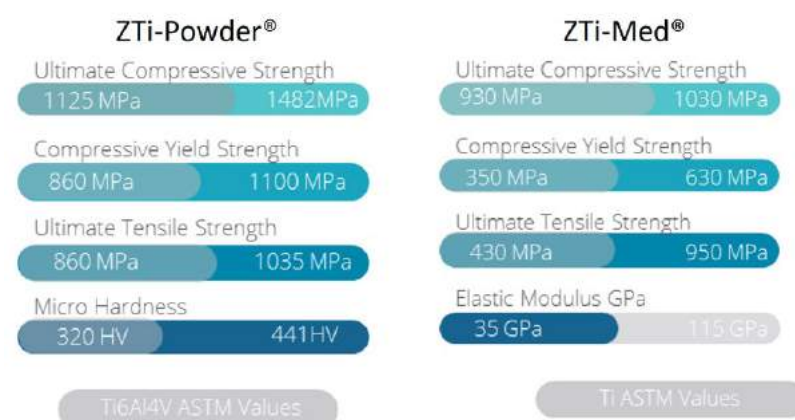 ZTi-Powder®
Ultimate Compressive Strength
1125 MPa 1482MPa
Compressive Yield Strength
860 MPa 1100 MPa
Ultimate Tensile Strength
860 MPa 1035 MPa
Micro Hardness
320 HV 441HV
Ti6Al4V ASTM Values
ZTi-Med®
Ultimate Compressive Strength
930 MPa 1030 MPa
Compressive Yield Strength
350 MPa 630 MPa
Ultimate Tensile Strength
430 MPa 950 MPa
Elastic Modulus GPa
35 GPa 115 GPa
Ti ASTM Values